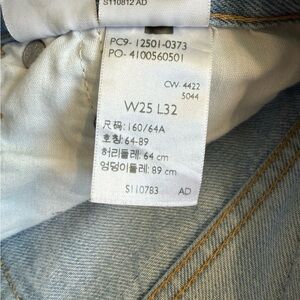 S110812 AD
PC9- 12501-0373
PO- 4100560501
CW- 4422
5044
W25 L32
尺码: 160/64A
호칭: 64-89
허리둘레: 64 cm
엉덩이둘레: 89 cm
S110783 AD